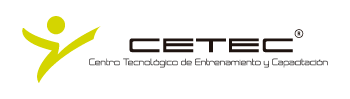 CETEC®
Centro Tecnológico de Entrenamiento y Capacitación